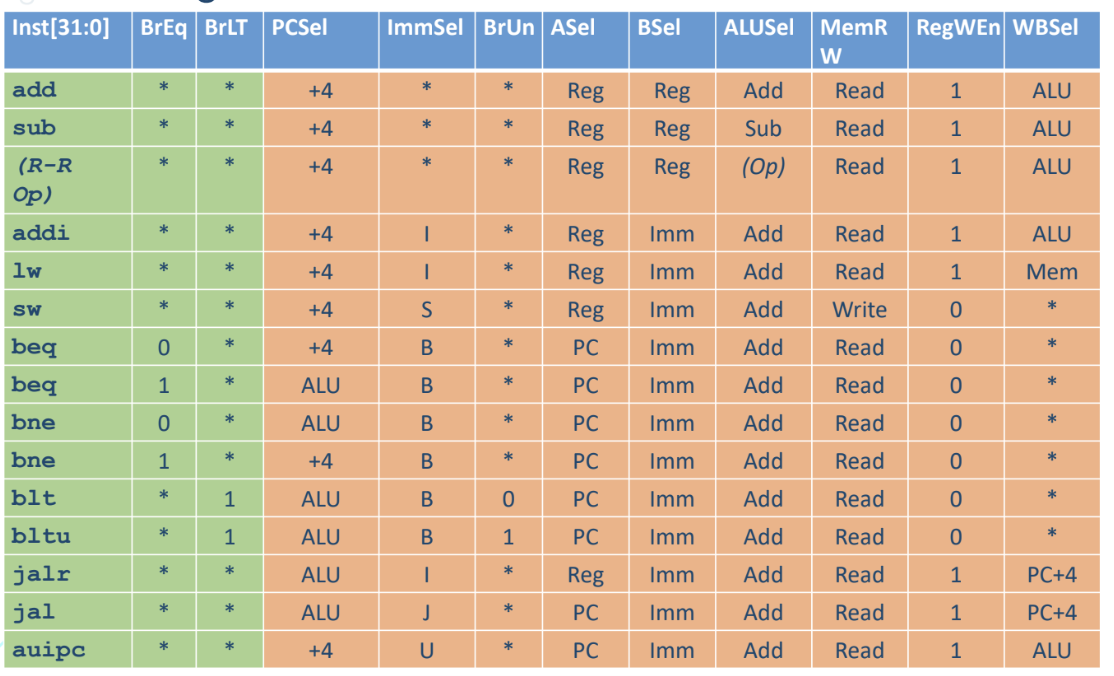 Inst[31:0] BrEq BrLT PCSel ImmSel BrUn ASel BSel ALUSel MemR RegWEn WBSel
W
add * * +4 * * Reg Reg Add Read 1 ALU
sub * * +4 * * Reg Reg Sub Read 1 ALU
(R-R * * +4 * * Reg Reg (Op) Read 1 ALU
Op)
addi * * +4 I * Reg Imm Add Read 1 ALU
lw * * +4 I * Reg Imm Add Read 1 Mem
sw * * +4 S * Reg Imm Add Write 0 *
beq 0 * +4 B * PC Imm Add Read 0 *
beq 1 * ALU B * PC Imm Add Read 0 *
bne 0 * ALU B * PC Imm Add Read 0 *
bne 1 * +4 B * PC Imm Add Read 0 *
blt * 1 ALU B 0 PC Imm Add Read 0 *
bltu * 1 ALU B 1 PC Imm Add Read 0 *
jalr * * ALU I * Reg Imm Add Read 1 PC+4
jal * * ALU J * PC Imm Add Read 1 PC+4
auipc * * +4 U * PC Imm Add Read 1 ALU